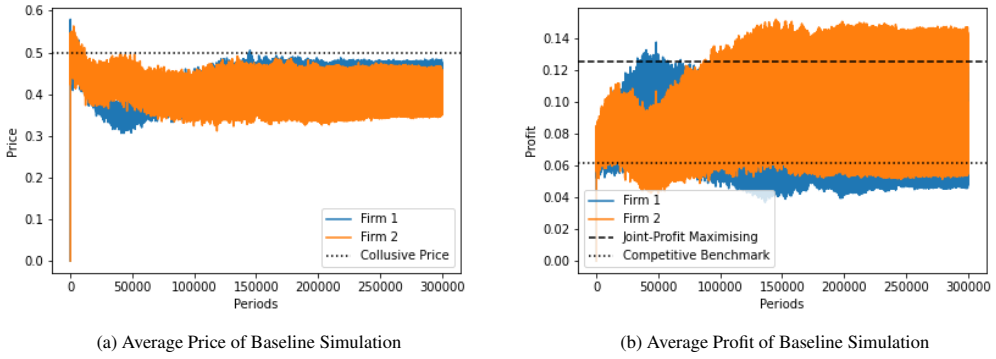 0.6
0.5
0.4
0.3
0.2
0.1
0.0
Price
0 50000 100000 150000 200000 250000 300000
Periods
Firm 1
Firm 2
Collusive Price
(a) Average Price of Baseline Simulation
0.14
0.12
0.10
0.08
0.06
0.04
0.02
0.00
Profit
0 50000 100000 150000 200000 250000 300000
Periods
Firm 1
Firm 2
Joint-Profit Maximising
Competitive Benchmark
(b) Average Profit of Baseline Simulation